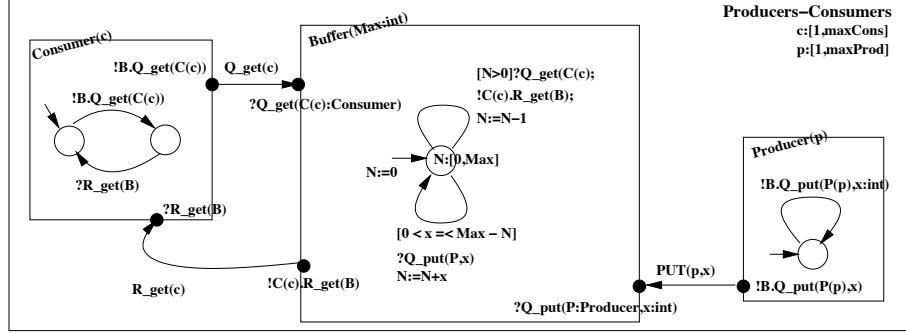 Producers−Consumers
c:[1,maxCons]
p:[1,maxProd]
Consumer(c)
!B.Q_get(C(c))
Q_get(c)
!B.Q_get(C(c))
?R_get(B)
?R_get(B)
R_get(c)
Buffer(Max:int)
?Q_get(C(c):Consumer)
[N>0]?Q_get(C(c);
!C(c).R_get(B);
N:=N−1
N:[0,Max]
N:=0
[0 < x =< Max − N]
?Q_put(P,x)
N:=N+x
!C(c).R_get(B)
?Q_put(P:Producer,x:int)
PUT(p,x)
Producer(p)
!B.Q_put(P(p),x:int)
!B.Q_put(P(p),x)